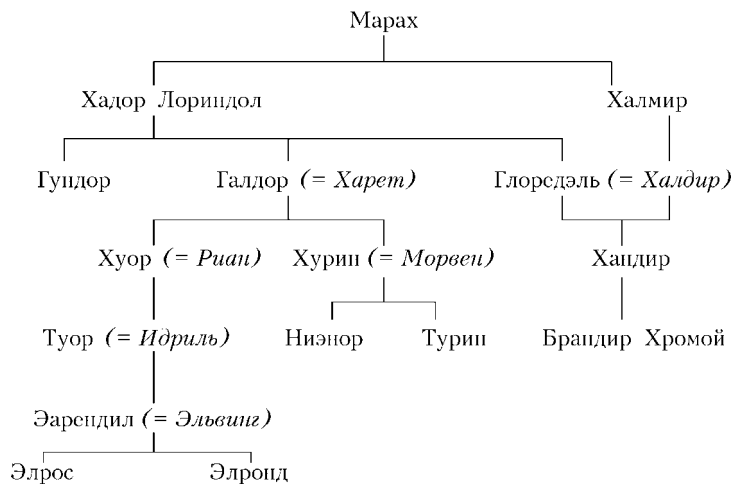 Марах
Хадор Лориндол Халмир
Гундор Галдор (= Харет) Глоредэль (= Халдир)
Хуор (= Риан) Хурин (= Морвен) Хандир
Туор (= Идриль) Ниэнор Турин Брандир Хромой
Эарендил (= Эльвинг)
Элрос Элронд